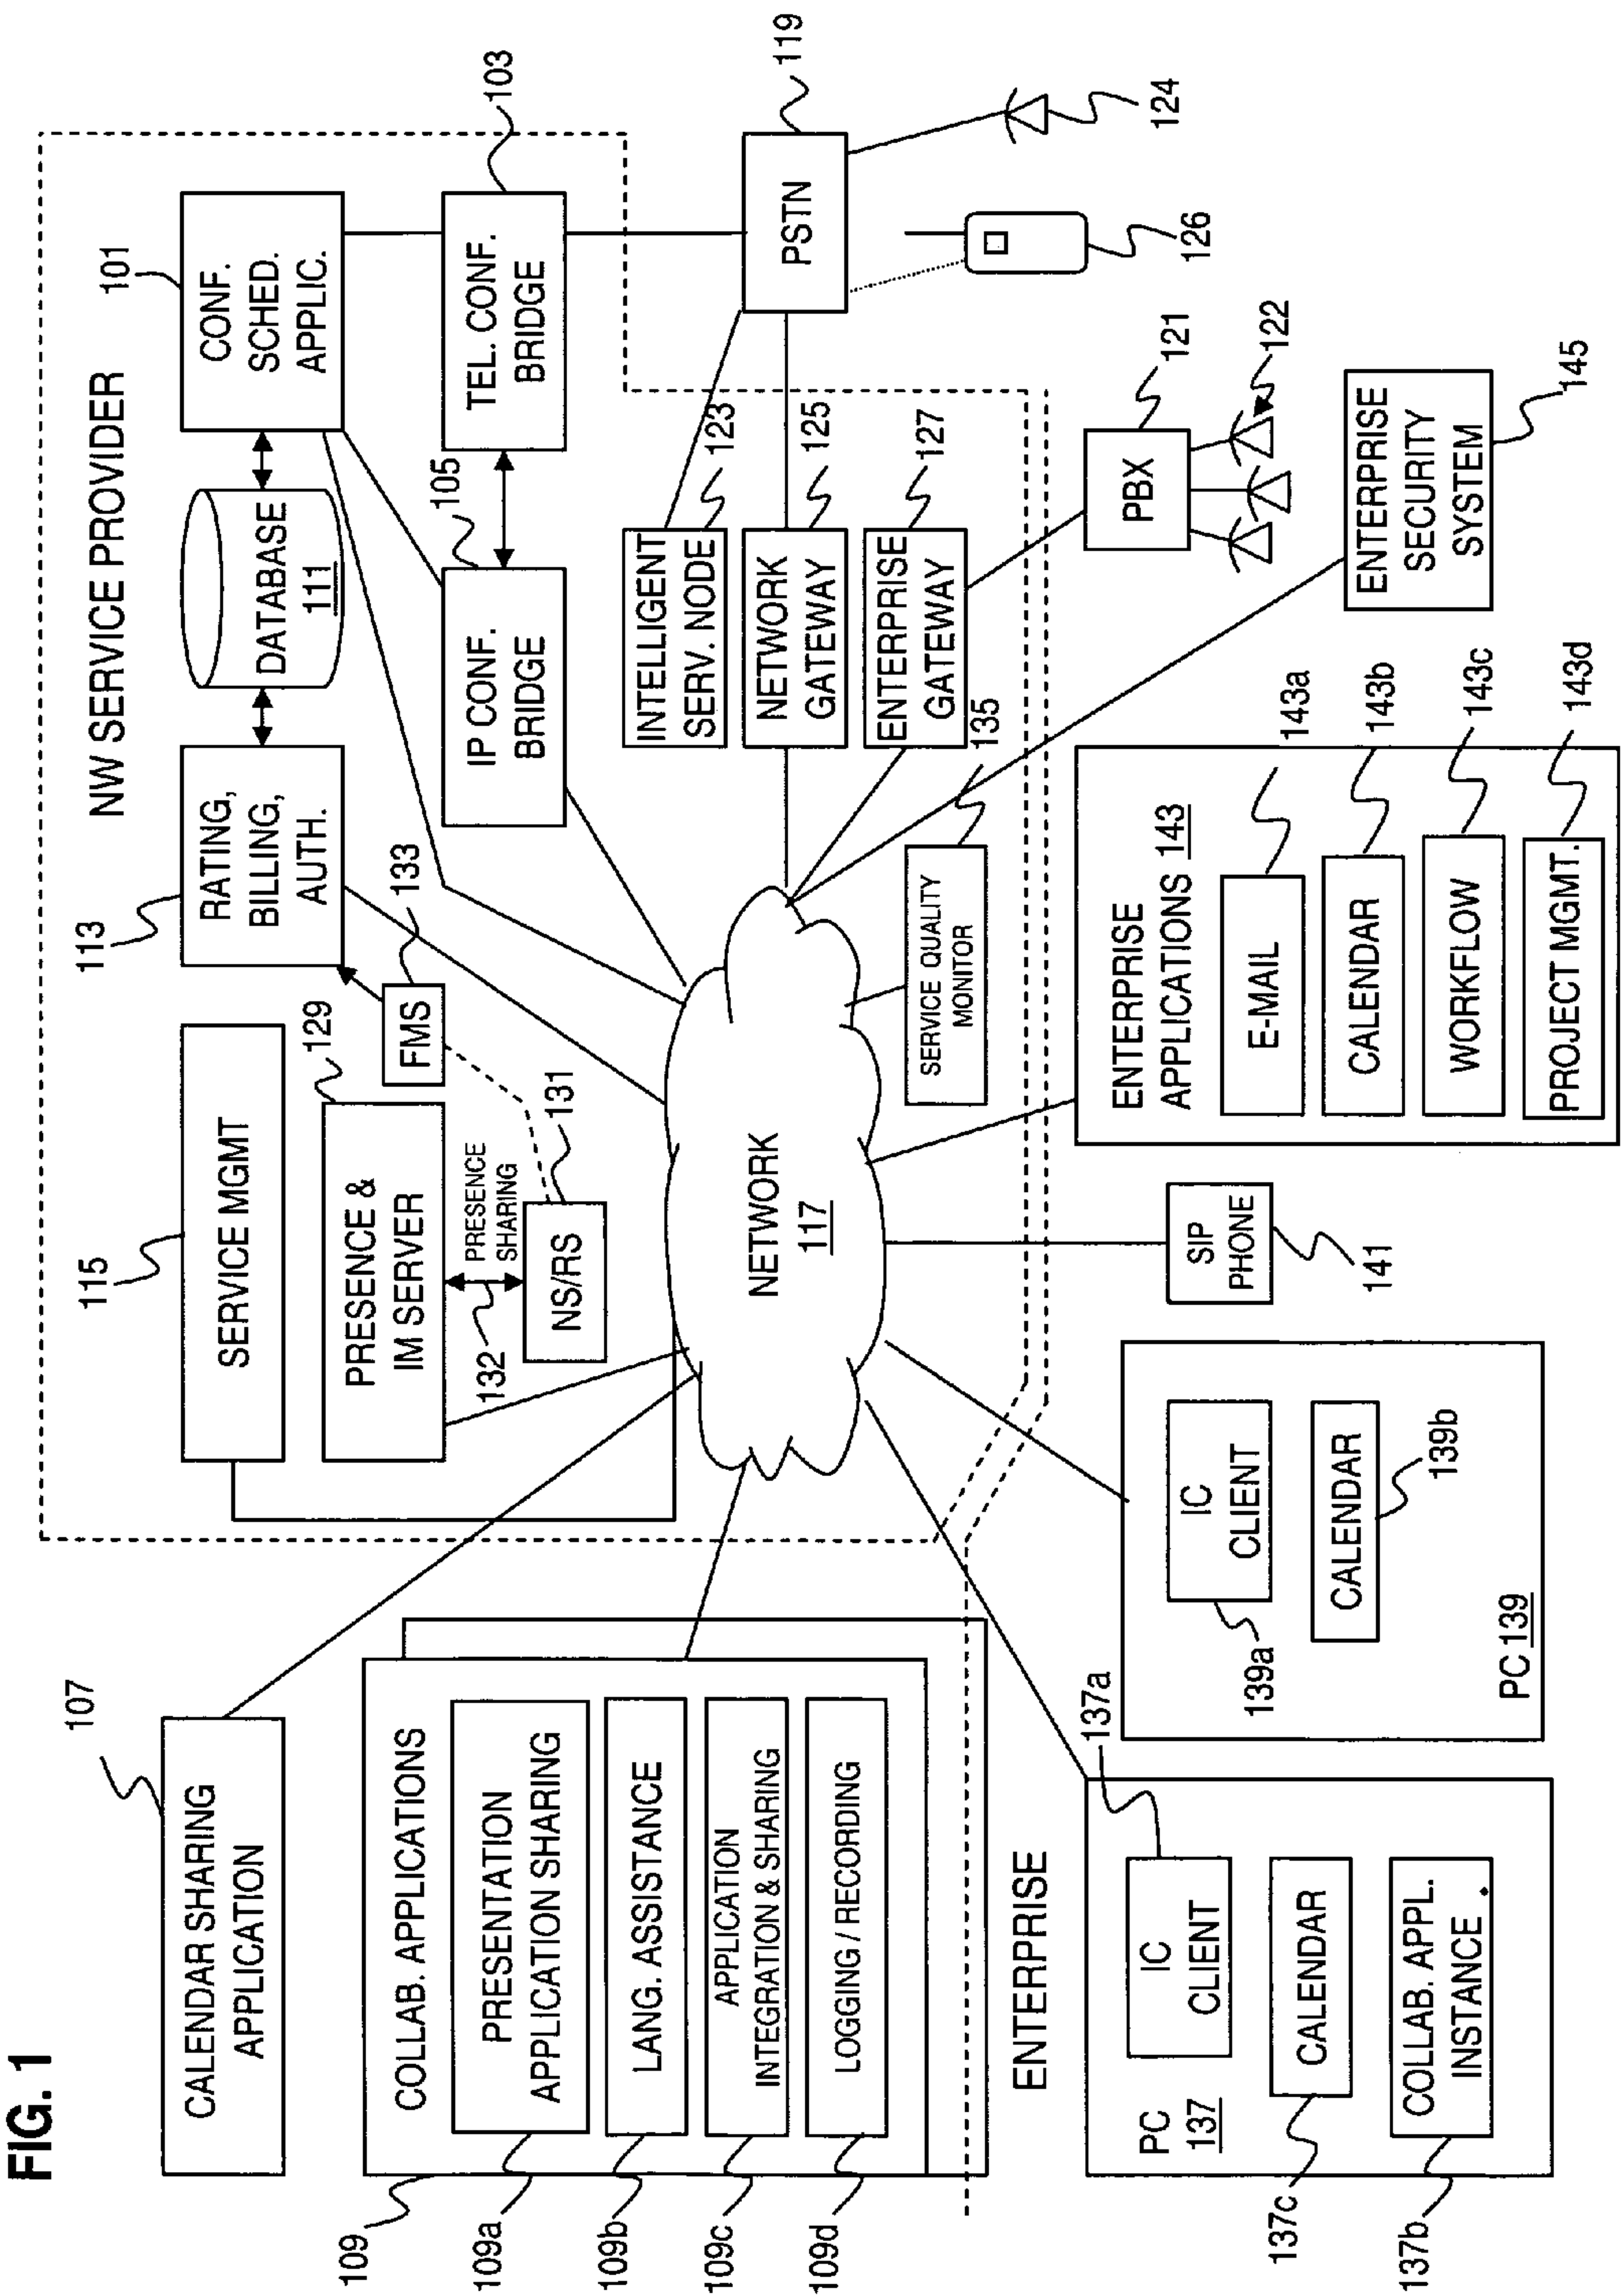 FIG. 1
107
CALENDAR SHARING
APPLICATION
109
COLLAB. APPLICATIONS
PRESENTATION
APPLICATION SHARING
109a
LANG. ASSISTANCE
109b
APPLICATION
INTEGRATION & SHARING
109c
LOGGING / RECORDING
109d
NW SERVICE PROVIDER
115
SERVICE MGMT
113
RATING,
BILLING,
AUTH.
DATABASE
111
101
CONF.
SCHED.
APPLIC.
129
PRESENCE &
IM SERVER
133
FMS
132
PRESENCE
SHARING
131
NS/RS
105
IP CONF.
BRIDGE
103
TEL. CONF.
BRIDGE
NETWORK
117
INTELLIGENT
SERV. NODE
123
NETWORK
GATEWAY
125
ENTERPRISE
GATEWAY
127
SERVICE QUALITY
MONITOR
135
PSTN
119
124
126
ENTERPRISE
PC
137
IC
CLIENT
137a
CALENDAR
137c
COLLAB. APPL.
INSTANCE
137b
IC
CLIENT
139a
CALENDAR
139b
PC 139
SIP
PHONE
141
ENTERPRISE
APPLICATIONS 143
E-MAIL
143a
CALENDAR
143b
WORKFLOW
143c
PROJECT MGMT.
143d
PBX
121
122
ENTERPRISE
SECURITY
SYSTEM
145